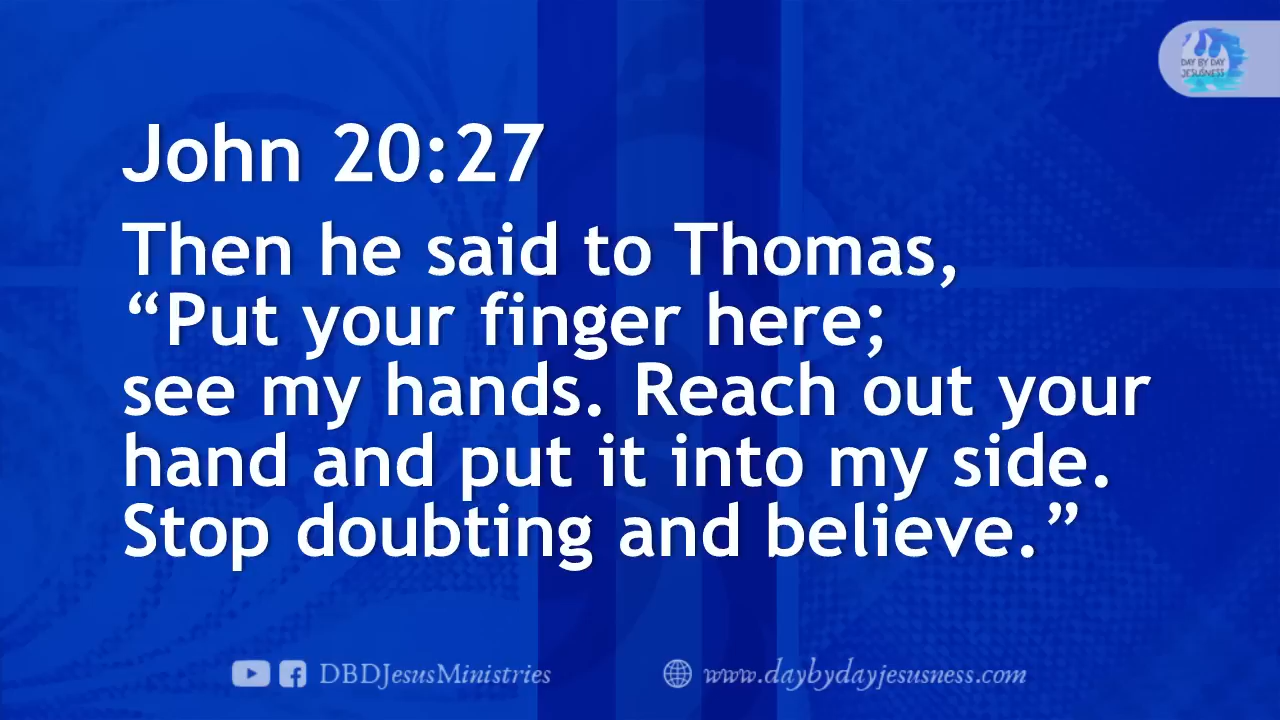 DAY BY DAY
JESUSNESS
John 20:27
Then he said to Thomas,
“Put your finger here;
see my hands. Reach out your
hand and put it into my side.
Stop doubting and believe.”
DBDJesusMinistries
www.daybydayjesusness.com